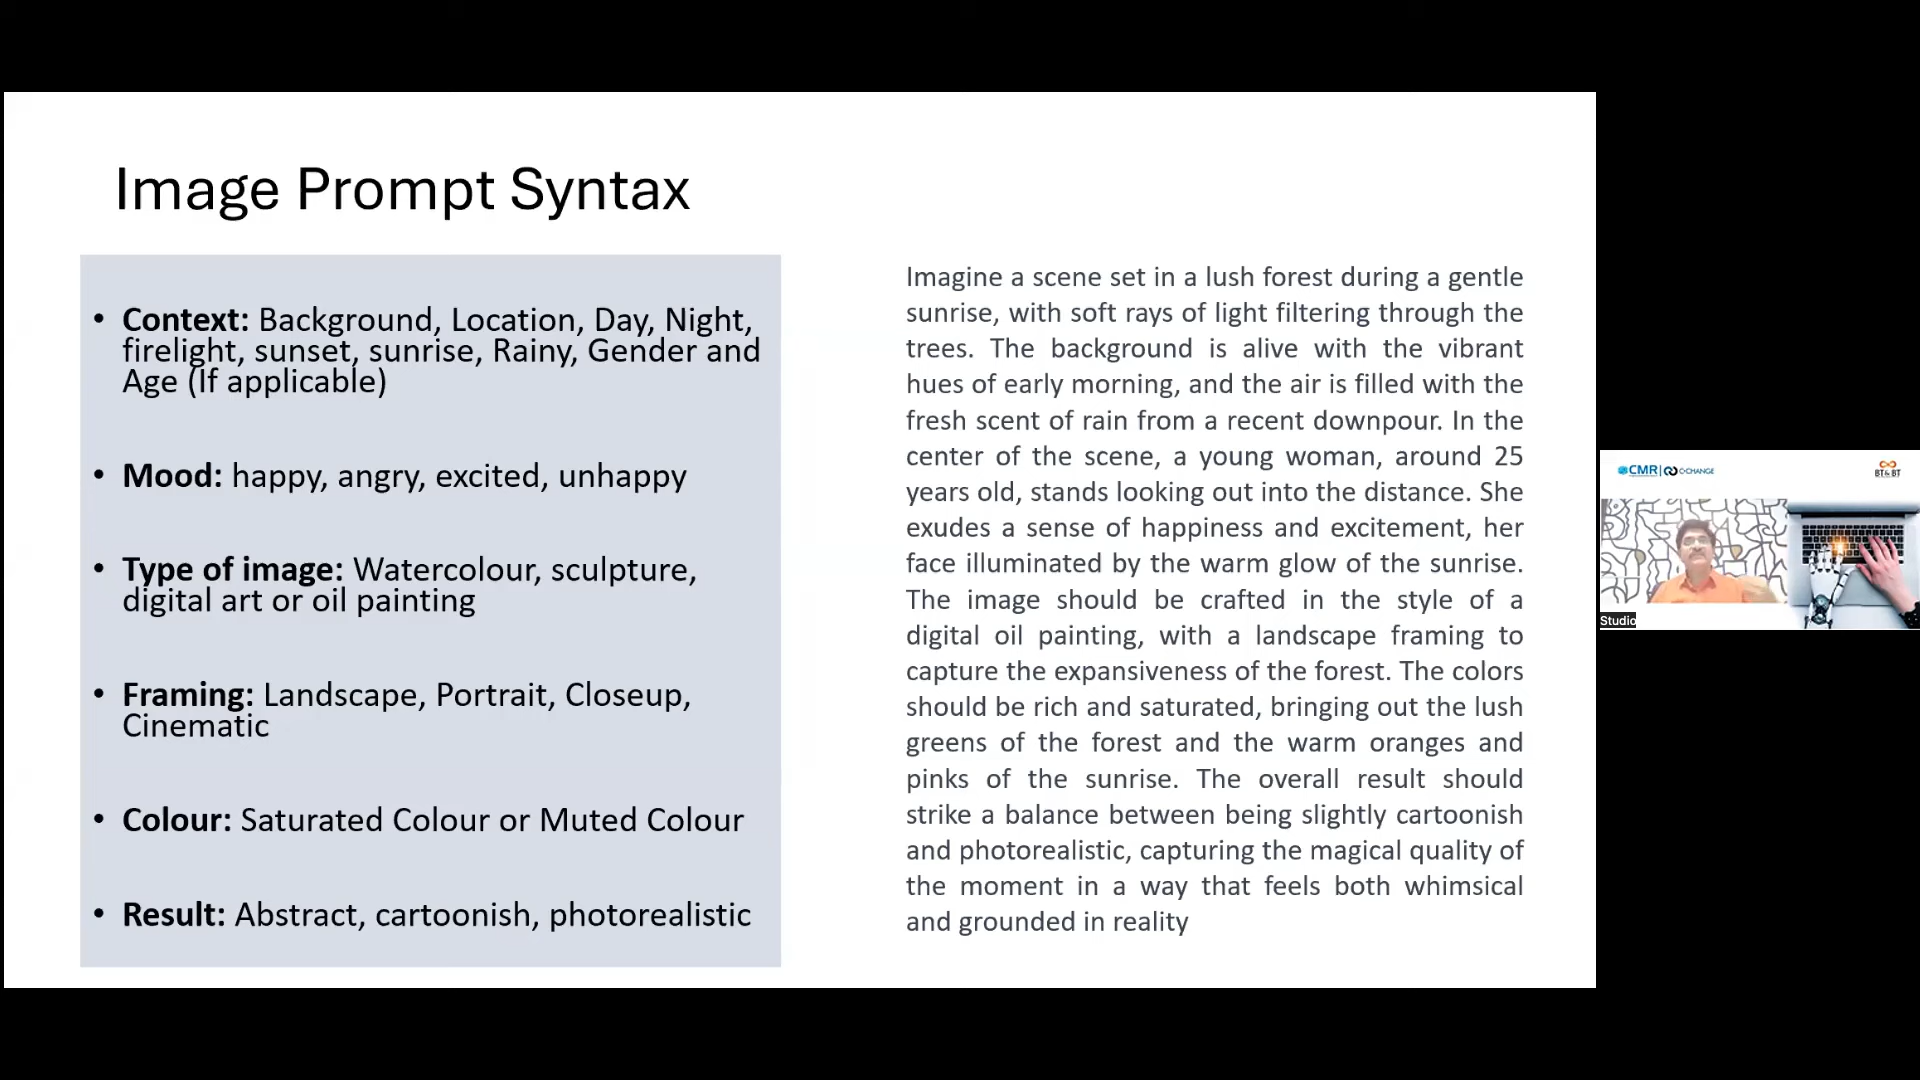 Image Prompt Syntax
• Context: Background, Location, Day, Night,
firelight, sunset, sunrise, Rainy, Gender and
Age (If applicable)
• Mood: happy, angry, excited, unhappy
• Type of image: Watercolour, sculpture,
digital art or oil painting
• Framing: Landscape, Portrait, Closeup,
Cinematic
• Colour: Saturated Colour or Muted Colour
• Result: Abstract, cartoonish, photorealistic
Imagine a scene set in a lush forest during a gentle
sunrise, with soft rays of light filtering through the
trees. The background is alive with the vibrant
hues of early morning, and the air is filled with the
fresh scent of rain from a recent downpour. In the
center of the scene, a young woman, around 25
years old, stands looking out into the distance. She
exudes a sense of happiness and excitement, her
face illuminated by the warm glow of the sunrise.
The image should be crafted in the style of a
digital oil painting, with a landscape framing to
capture the expansiveness of the forest. The colors
should be rich and saturated, bringing out the lush
greens of the forest and the warm oranges and
pinks of the sunrise. The overall result should
strike a balance between being slightly cartoonish
and photorealistic, capturing the magical quality of
the moment in a way that feels both whimsical
and grounded in reality
CMR | C-CHANGE
BT&BT
Studio